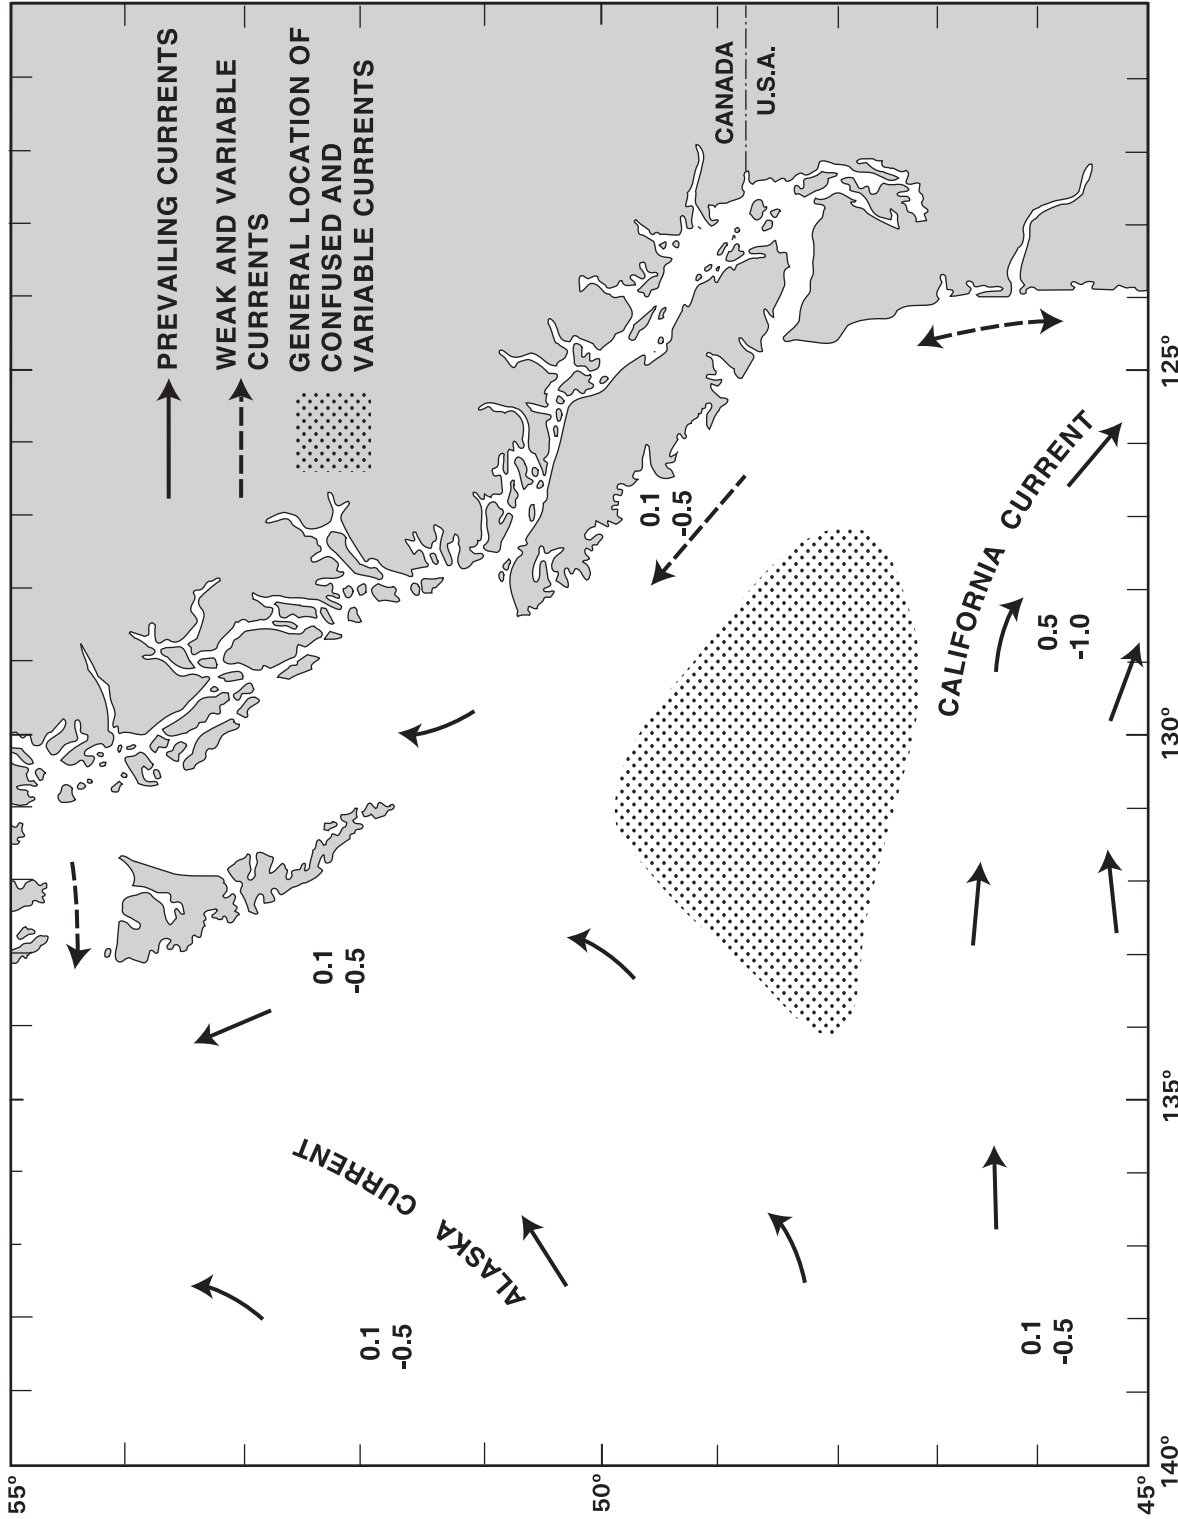 PREVAILING CURRENTS
WEAK AND VARIABLE
CURRENTS
GENERAL LOCATION OF
CONFUSED AND
VARIABLE CURRENTS
CANADA
U.S.A.
0.1
-0.5
0.1
-0.5
ALASKA CURRENT
0.1
-0.5
CALIFORNIA CURRENT
0.5
-1.0
0.1
-0.5
55°
50°
45°
140°
135°
130°
125°